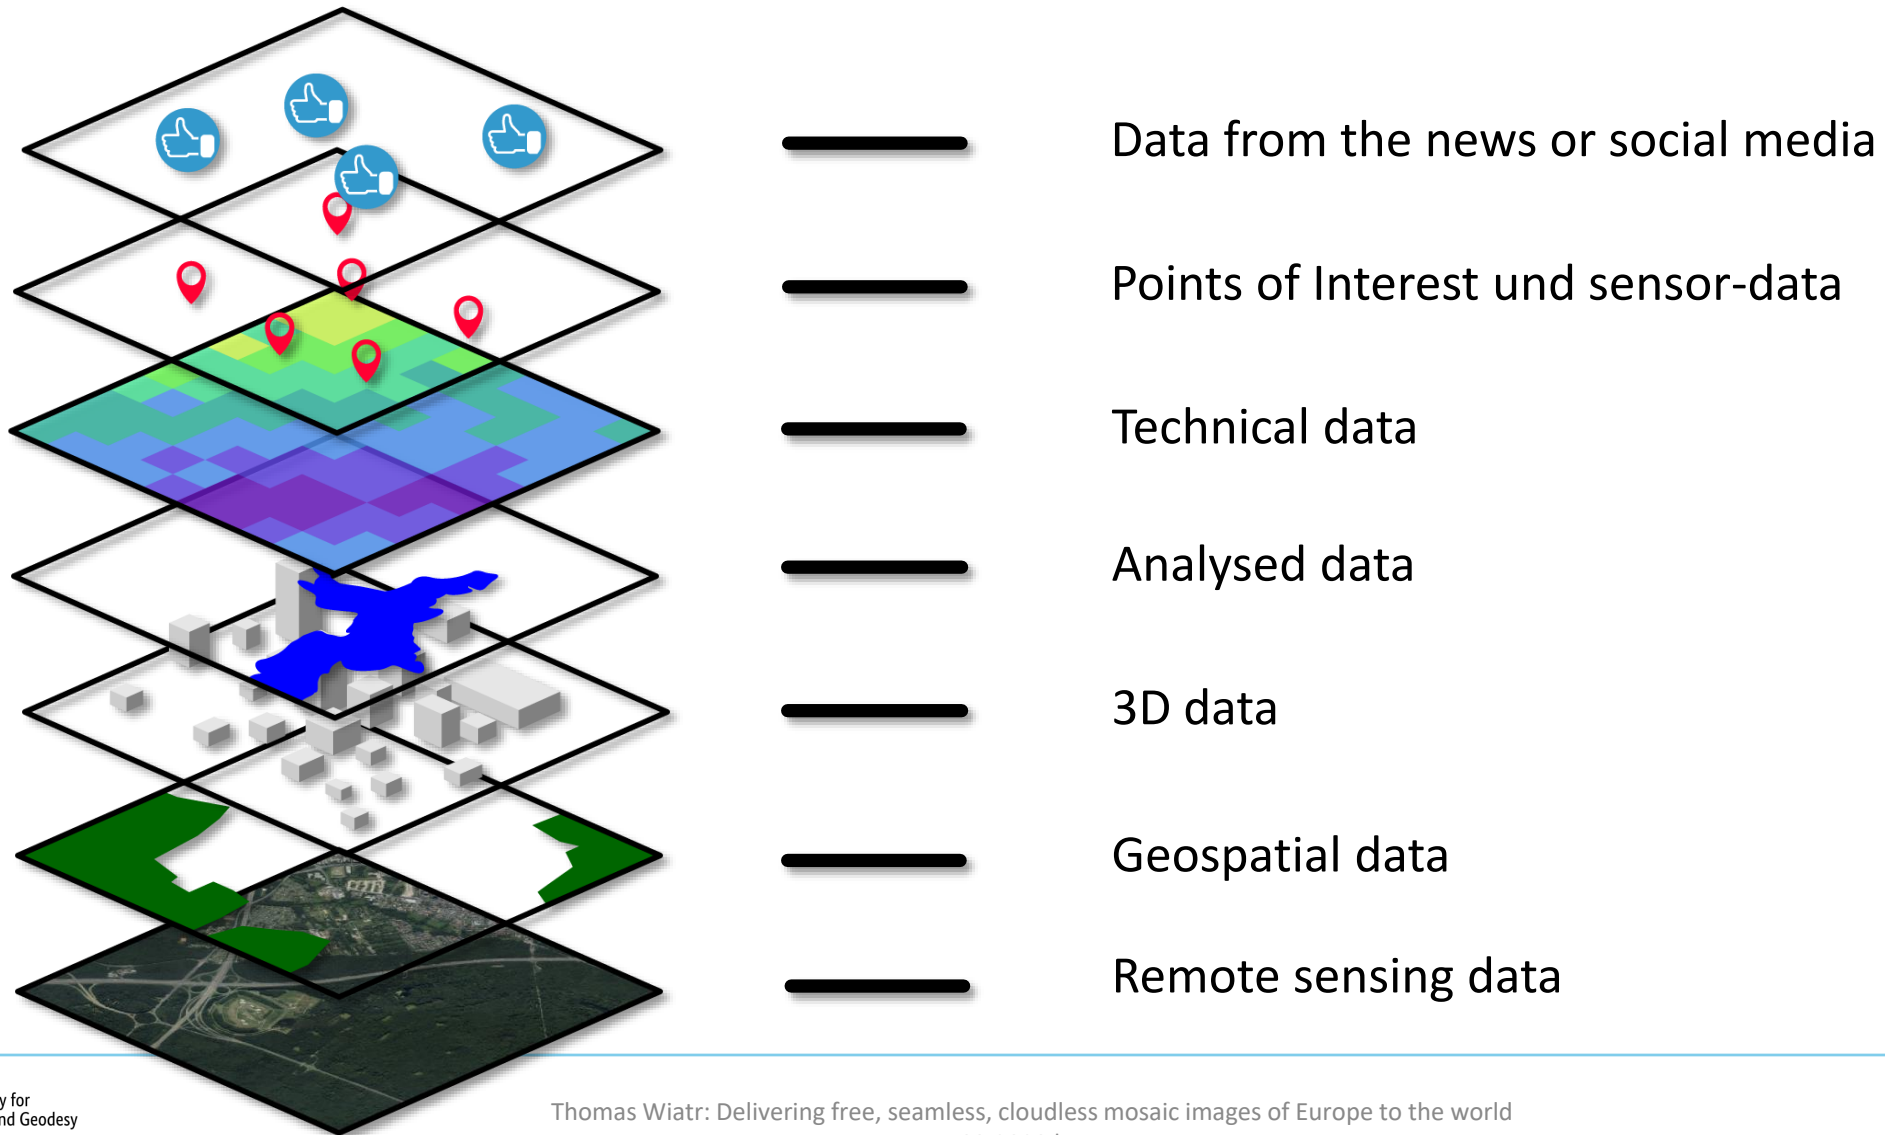 Data from the news or social media
Points of Interest und sensor-data
Technical data
Analysed data
3D data
Geospatial data
Remote sensing data
y for
nd Geodesy
Thomas Wiatr: Delivering free, seamless, cloudless mosaic images of Europe to the world